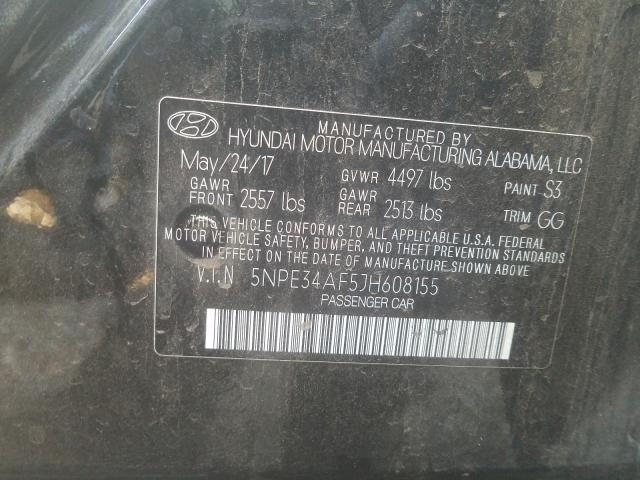 MANUFACTURED BY
HYUNDAI MOTOR MANUFACTURING ALABAMA, LLC
May/24/17 GVWR 4497 lbs PAINT S3
GAWR FRONT 2557 lbs GAWR REAR 2513 lbs TRIM GG
THIS VEHICLE CONFORMS TO ALL APPLICABLE U.S.A. FEDERAL
MOTOR VEHICLE SAFETY, BUMPER, AND THEFT PREVENTION STANDARDS
IN EFFECT ON THE DATE OF MANUFACTURE SHOWN ABOVE.
V.I.N 5NPE34AF5JH608155
PASSENGER CAR